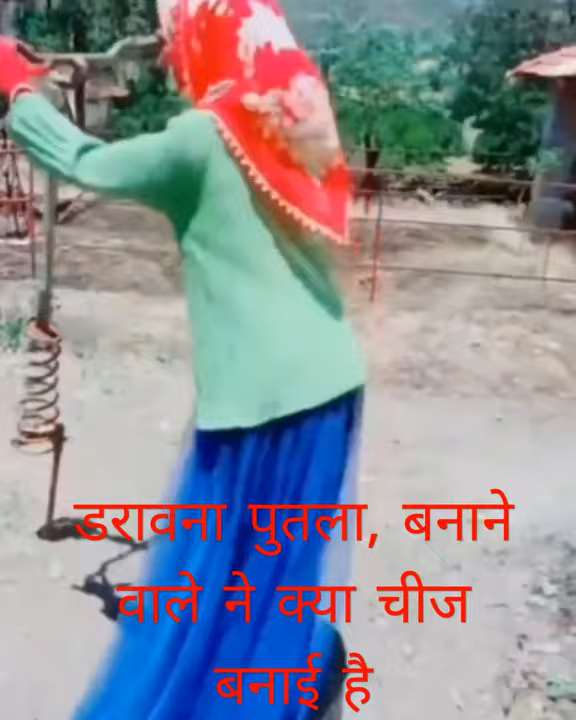 डरावना पुतला, बनाने
वाले ने क्या चीज
बनाई है